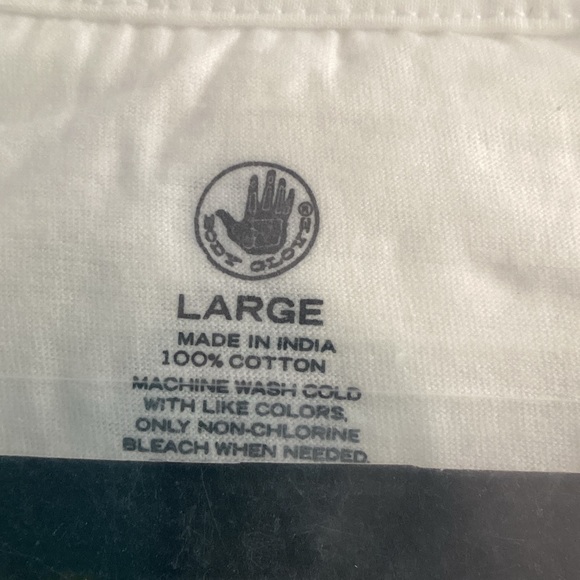 BODY GLOVE®
LARGE
MADE IN INDIA
100% COTTON
MACHINE WASH COLD
WITH LIKE COLORS,
ONLY NON-CHLORINE
BLEACH WHEN NEEDED.